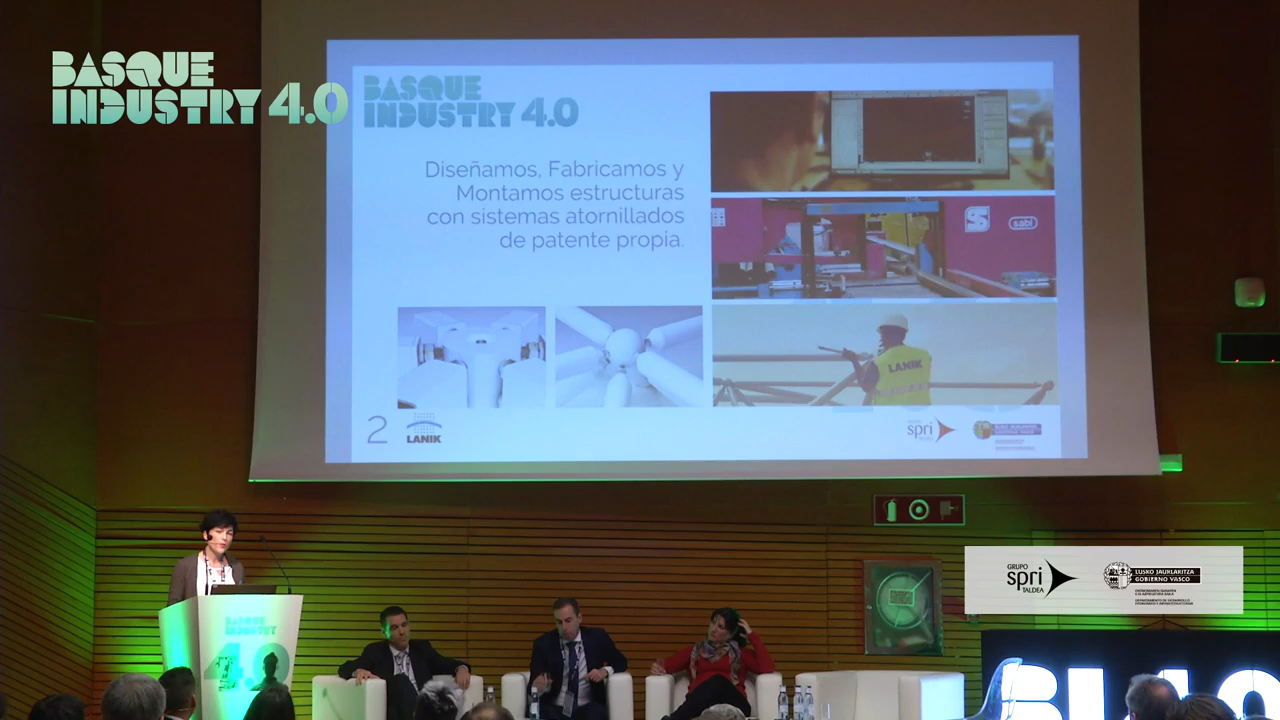 BASQUE
INDUSTRY 4.0
BASQUE
INDUSTRY 4.0
Diseñamos, Fabricamos y
Montamos estructuras
con sistemas atornillados
de patente propia.
S
sabi
LANIK
2
LANIK
spri
GRUPO
spri
TALDEA
EUSKO JAURLARITZA
GOBIERNO VASCO
BASQUE
INDUSTRY
4.0